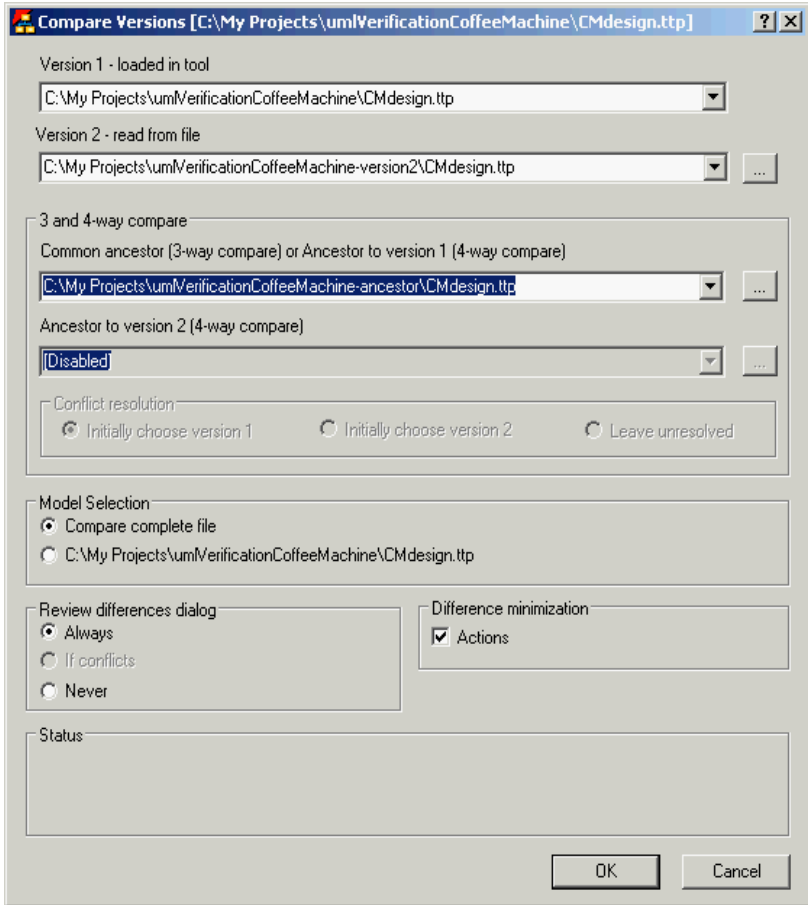 Compare Versions [C:\My Projects\umlVerificationCoffeeMachine\CMdesign.ttp]
Version 1 - loaded in tool
C:\My Projects\umlVerificationCoffeeMachine\CMdesign.ttp
Version 2 - read from file
C:\My Projects\umlVerificationCoffeeMachine-version2\CMdesign.ttp
...
3 and 4-way compare
Common ancestor (3-way compare) or Ancestor to version 1 (4-way compare)
C:\My Projects\umlVerificationCoffeeMachine-ancestor\CMdesign.ttp
...
Ancestor to version 2 (4-way compare)
[Disabled]
...
Conflict resolution
Initially choose version 1 Initially choose version 2 Leave unresolved
Model Selection
Compare complete file
C:\My Projects\umlVerificationCoffeeMachine\CMdesign.ttp
Review differences dialog
Always
If conflicts
Never
Difference minimization
Actions
Status
OK Cancel